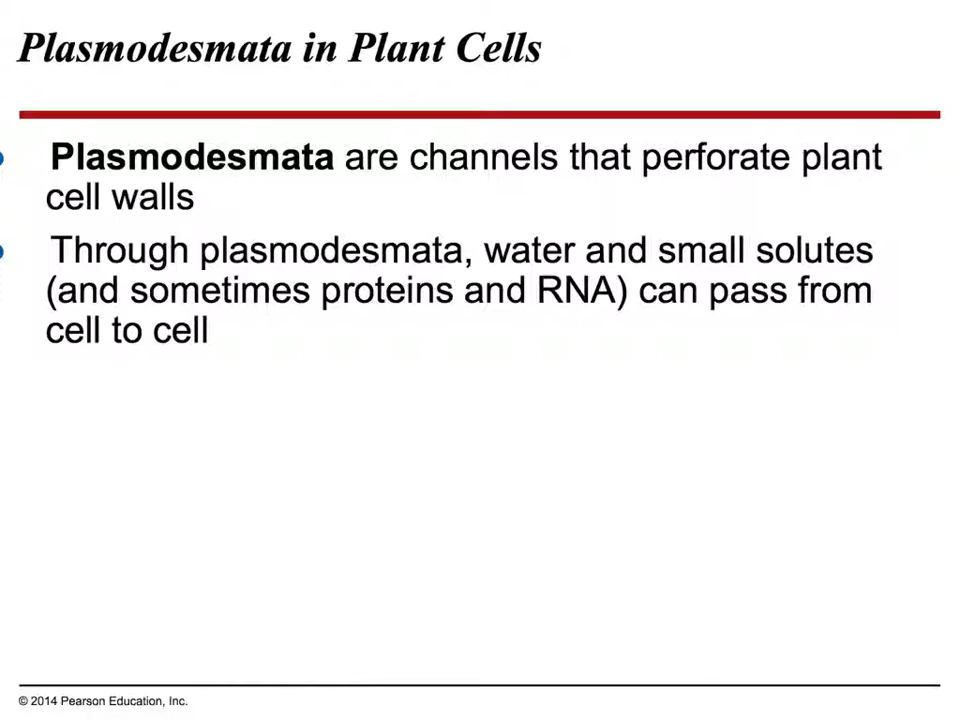 Plasmodesmata in Plant Cells
Plasmodesmata are channels that perforate plant
cell walls
Through plasmodesmata, water and small solutes
(and sometimes proteins and RNA) can pass from
cell to cell
© 2014 Pearson Education, Inc.